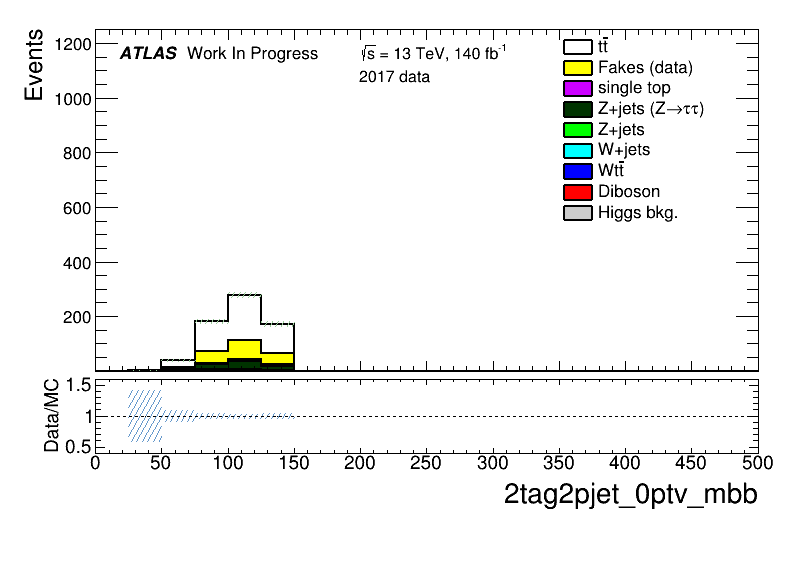 Events
1200
1000
800
600
400
200
ATLAS Work In Progress
√s = 13 TeV, 140 fb⁻¹
2017 data
tt̄
Fakes (data)
single top
Z+jets (Z→ττ)
Z+jets
W+jets
Wtt̄
Diboson
Higgs bkg.
Data/MC
1.5
1
0.5
0 50 100 150 200 250 300 350 400 450 500
2tag2pjet_0ptv_mbb